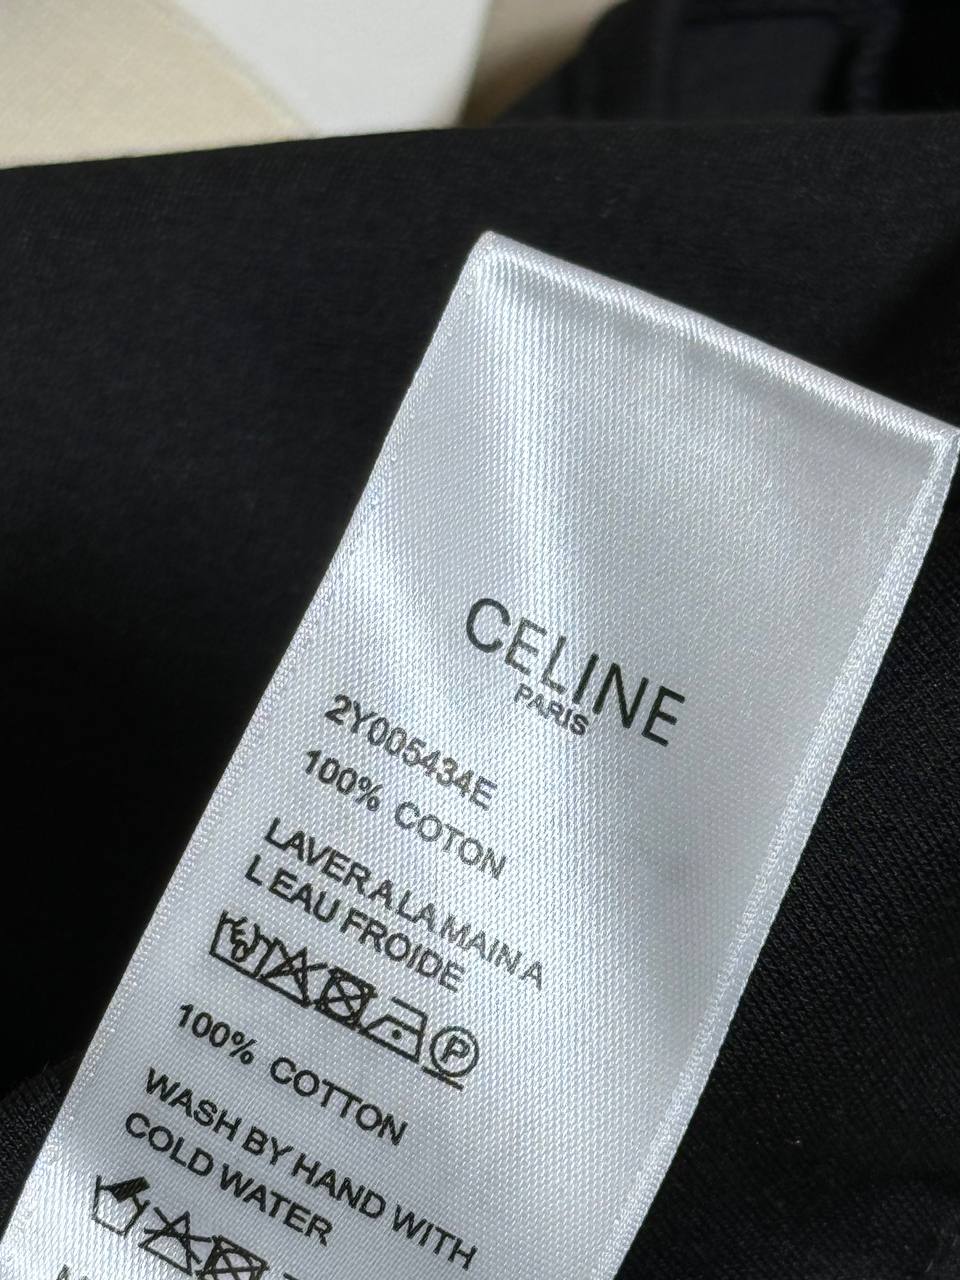 CELINE
PARIS
2Y005434E
100% COTON
LAVER A LA MAIN A
L EAU FROIDE
P
100% COTTON
WASH BY HAND WITH
COLD WATER